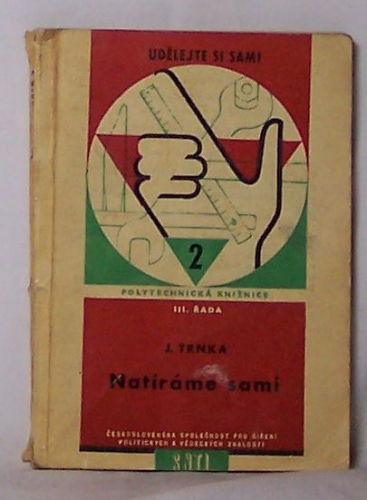 UDĚLEJTE SI SAMI
2
POLYTECHNICKÁ KNIŽNICE
III. ŘADA
J. TRNKA
Natíráme sami
ČESKOSLOVENSKÁ SPOLEČNOST PRO ŠÍŘENÍ
POLITICKÝCH A VĚDECKÝCH ZNALOSTÍ
SNTL